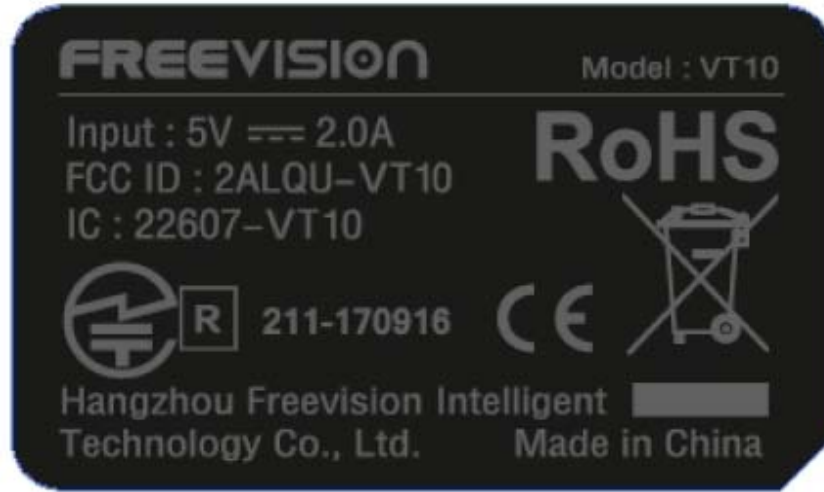 FREEVISION
Model : VT10
Input : 5V ⎓ 2.0A
FCC ID : 2ALQU-VT10
IC : 22607-VT10
RoHS
R 211-170916 CE
Hangzhou Freevision Intelligent
Technology Co., Ltd. Made in China